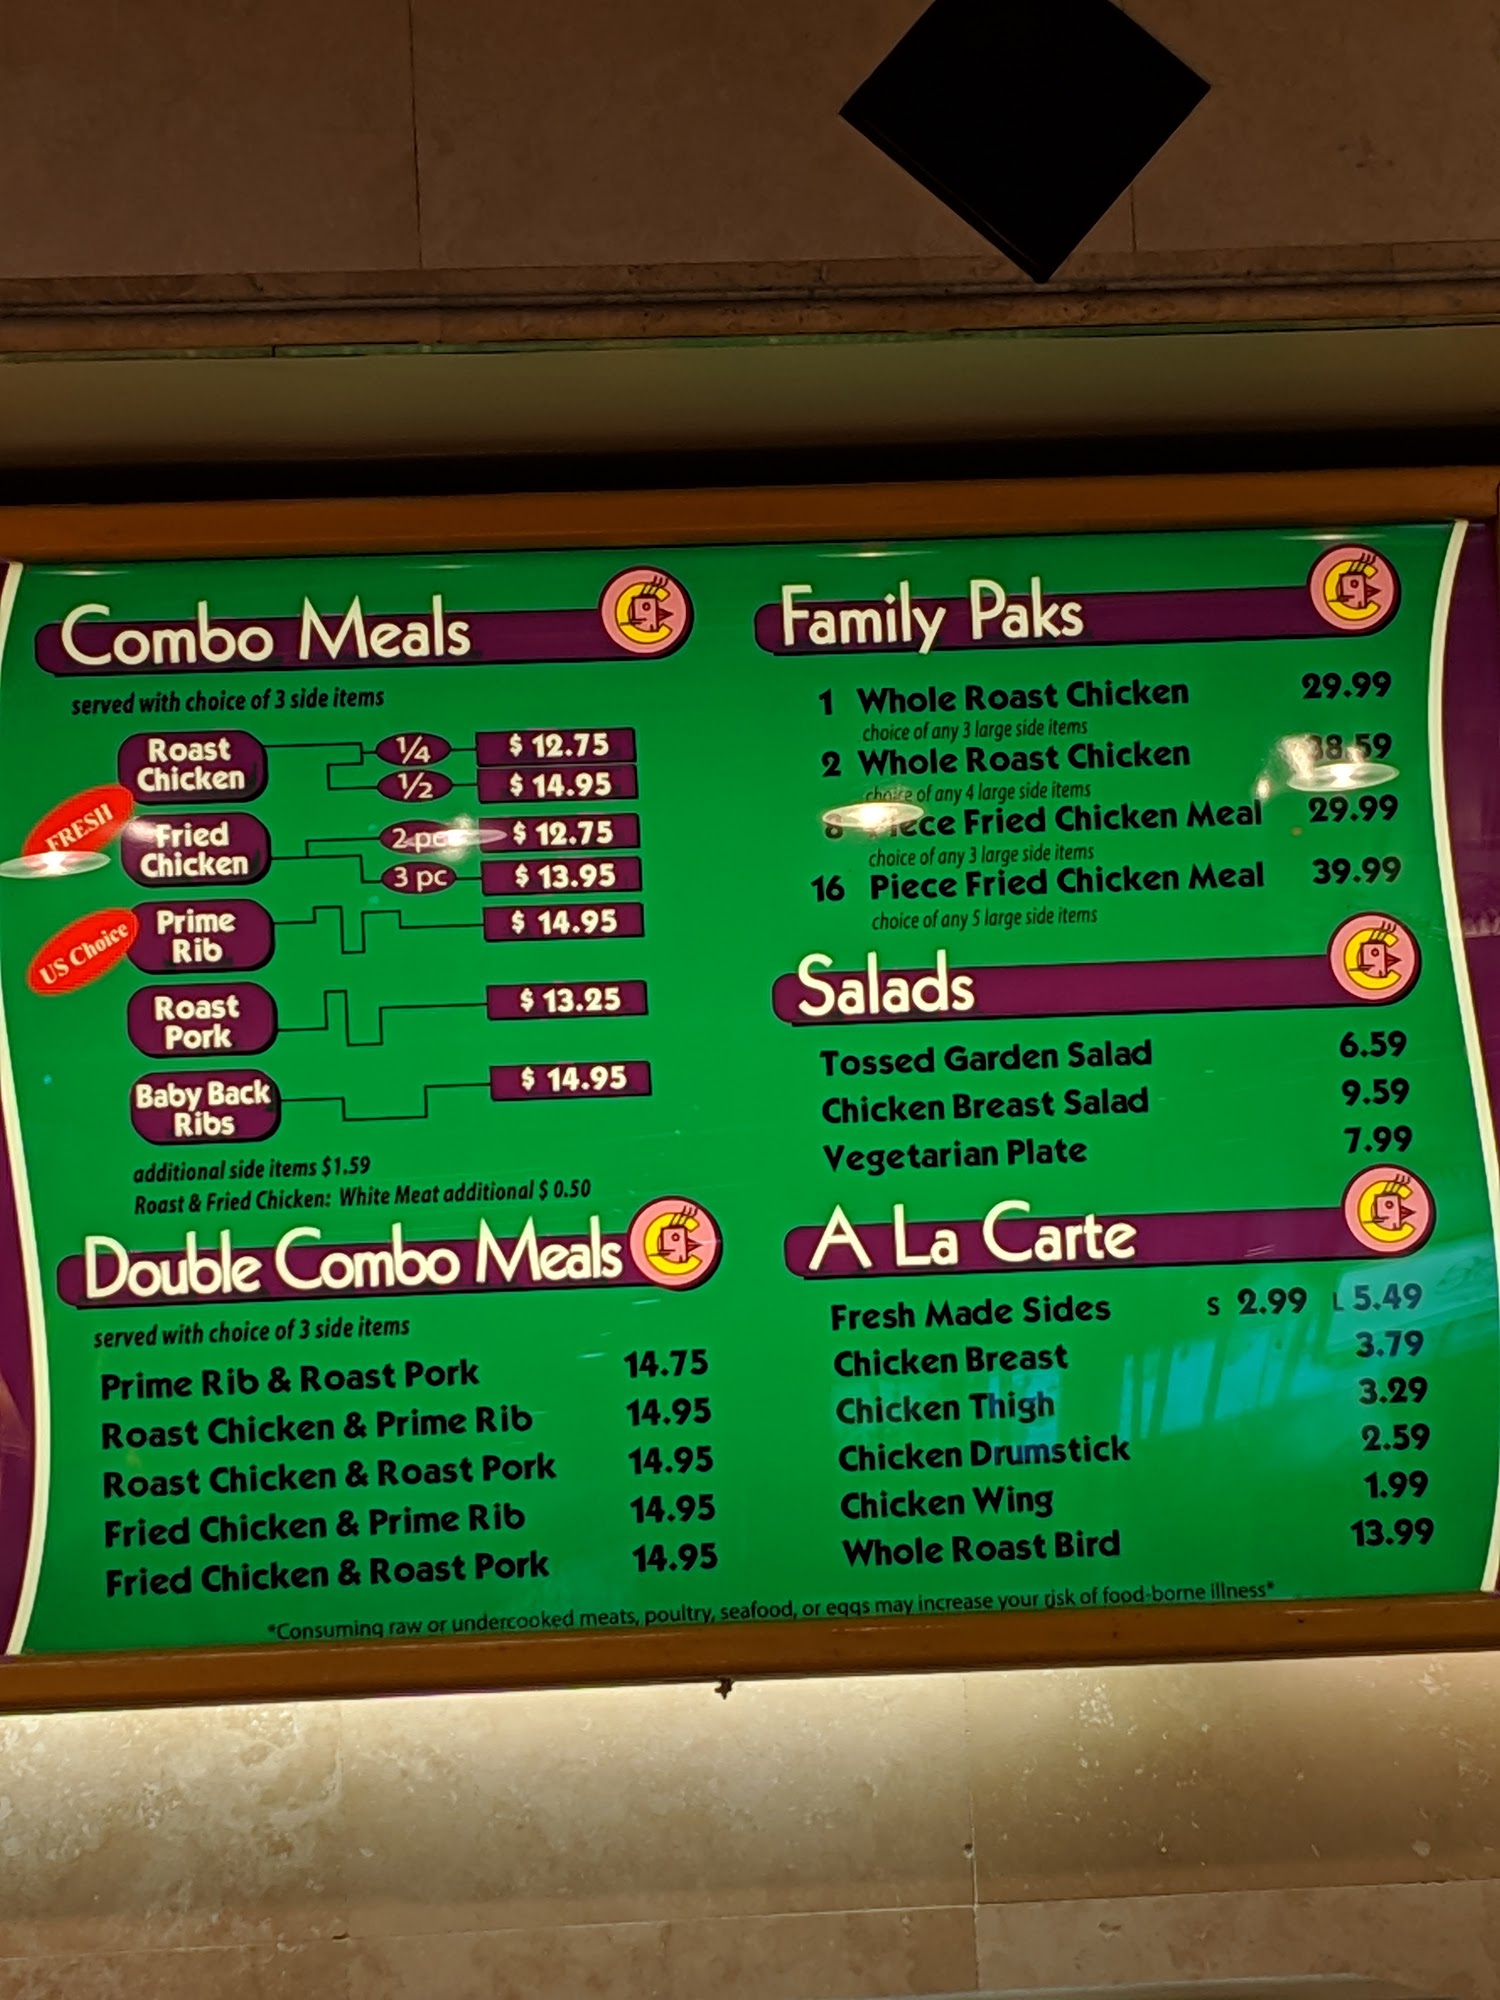 Combo Meals
served with choice of 3 side items
Roast
Chicken
1/4 $ 12.75
1/2 $ 14.95
FRESH
Fried
Chicken
2 pc $ 12.75
3 pc $ 13.95
US Choice
Prime
Rib
$ 14.95
Roast
Pork
$ 13.25
Baby Back
Ribs
$ 14.95
additional side items $1.59
Roast & Fried Chicken: White Meat additional $ 0.50
Double Combo Meals
served with choice of 3 side items
Prime Rib & Roast Pork 14.75
Roast Chicken & Prime Rib 14.95
Roast Chicken & Roast Pork 14.95
Fried Chicken & Prime Rib 14.95
Fried Chicken & Roast Pork 14.95
Family Paks
1 Whole Roast Chicken 29.99
choice of any 3 large side items
2 Whole Roast Chicken
choice of any 4 large side items
8 Piece Fried Chicken Meal 29.99
choice of any 3 large side items
16 Piece Fried Chicken Meal 39.99
choice of any 5 large side items
Salads
Tossed Garden Salad 6.59
Chicken Breast Salad 9.59
Vegetarian Plate 7.99
A La Carte
Fresh Made Sides S 2.99 L 5.49
Chicken Breast 3.79
Chicken Thigh 3.29
Chicken Drumstick 2.59
Chicken Wing 1.99
Whole Roast Bird 13.99
*Consuming raw or undercooked meats, poultry, seafood, or eggs may increase your risk of food-borne illness*